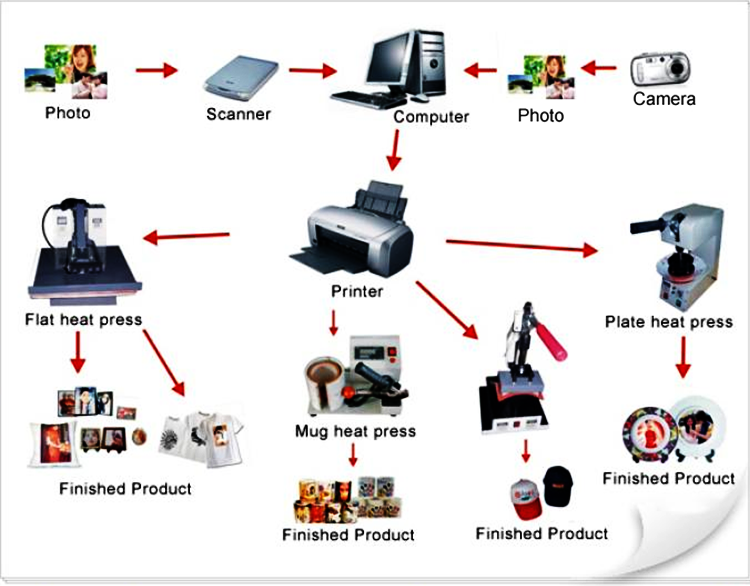 Photo
Scanner
Computer
Photo
Camera
Printer
Flat heat press
Plate heat press
Mug heat press
Finished Product
Finished Product
Finished Product
Finished Product